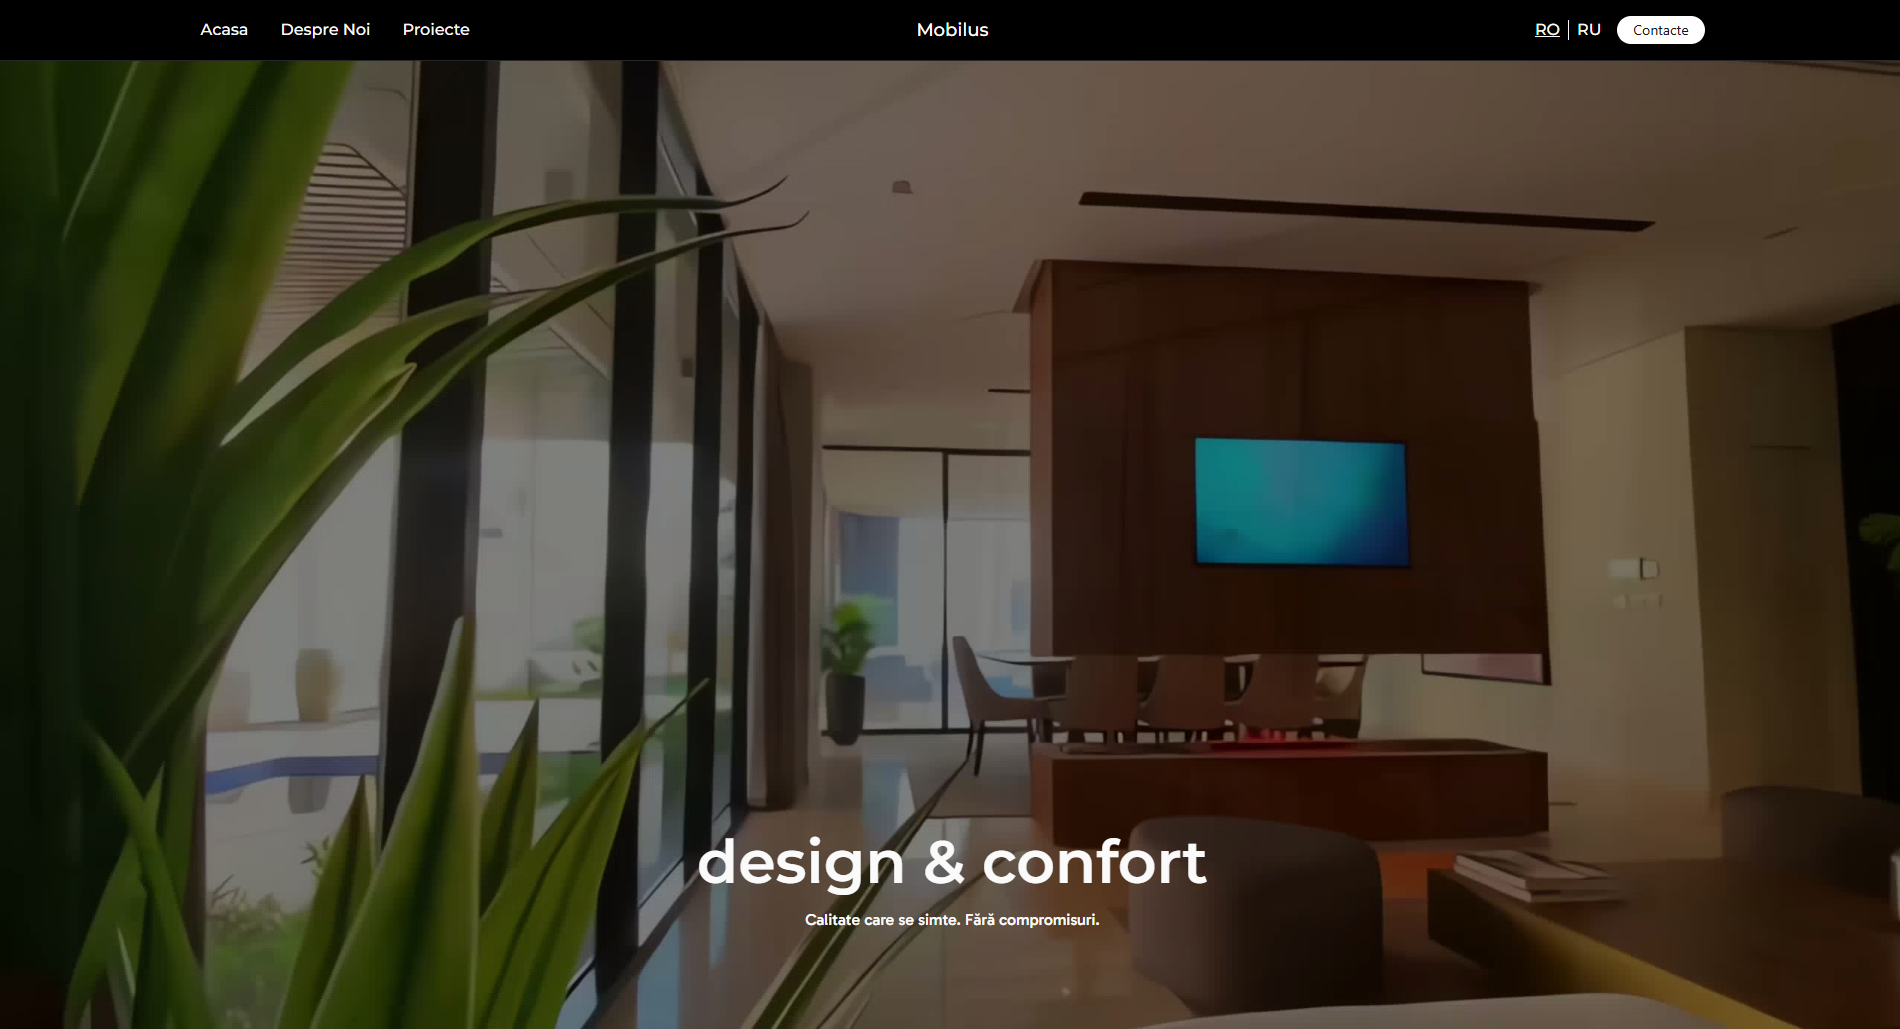 Acasa Despre Noi Proiecte Mobilus RO | RU Contacte
design & confort
Calitate care se simte. Fără compromisuri.